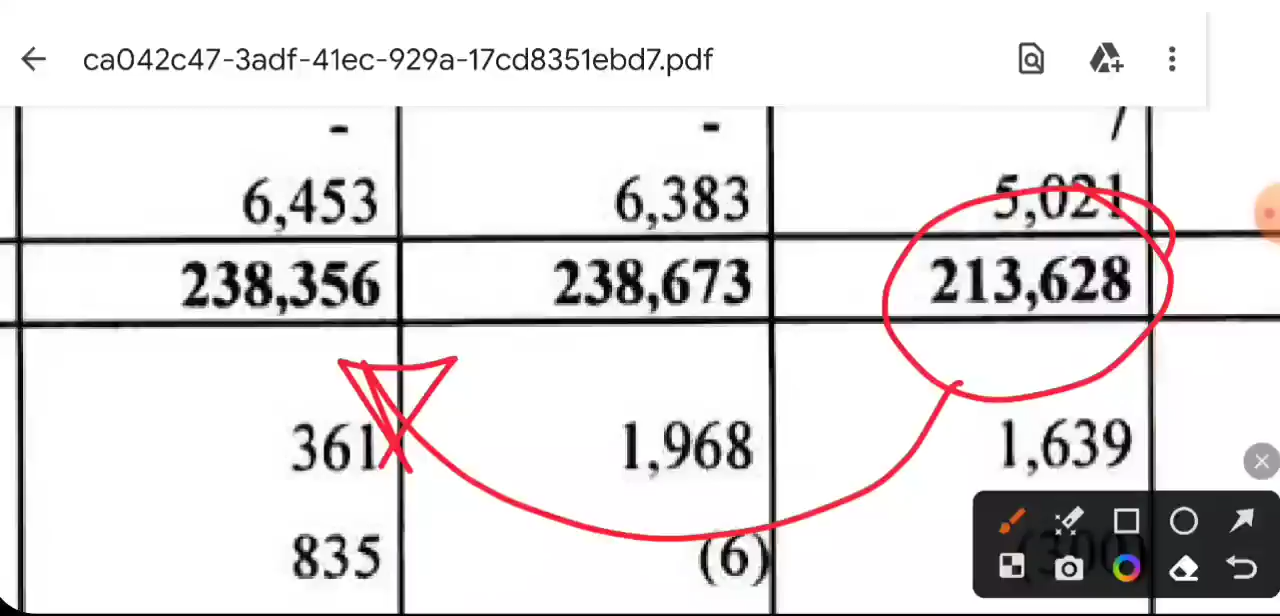 ca042c47-3adf-41ec-929a-17cd8351ebd7.pdf
- -
6,453 6,383 5,021
238,356 238,673 213,628
361 1,968 1,639
835 (6)